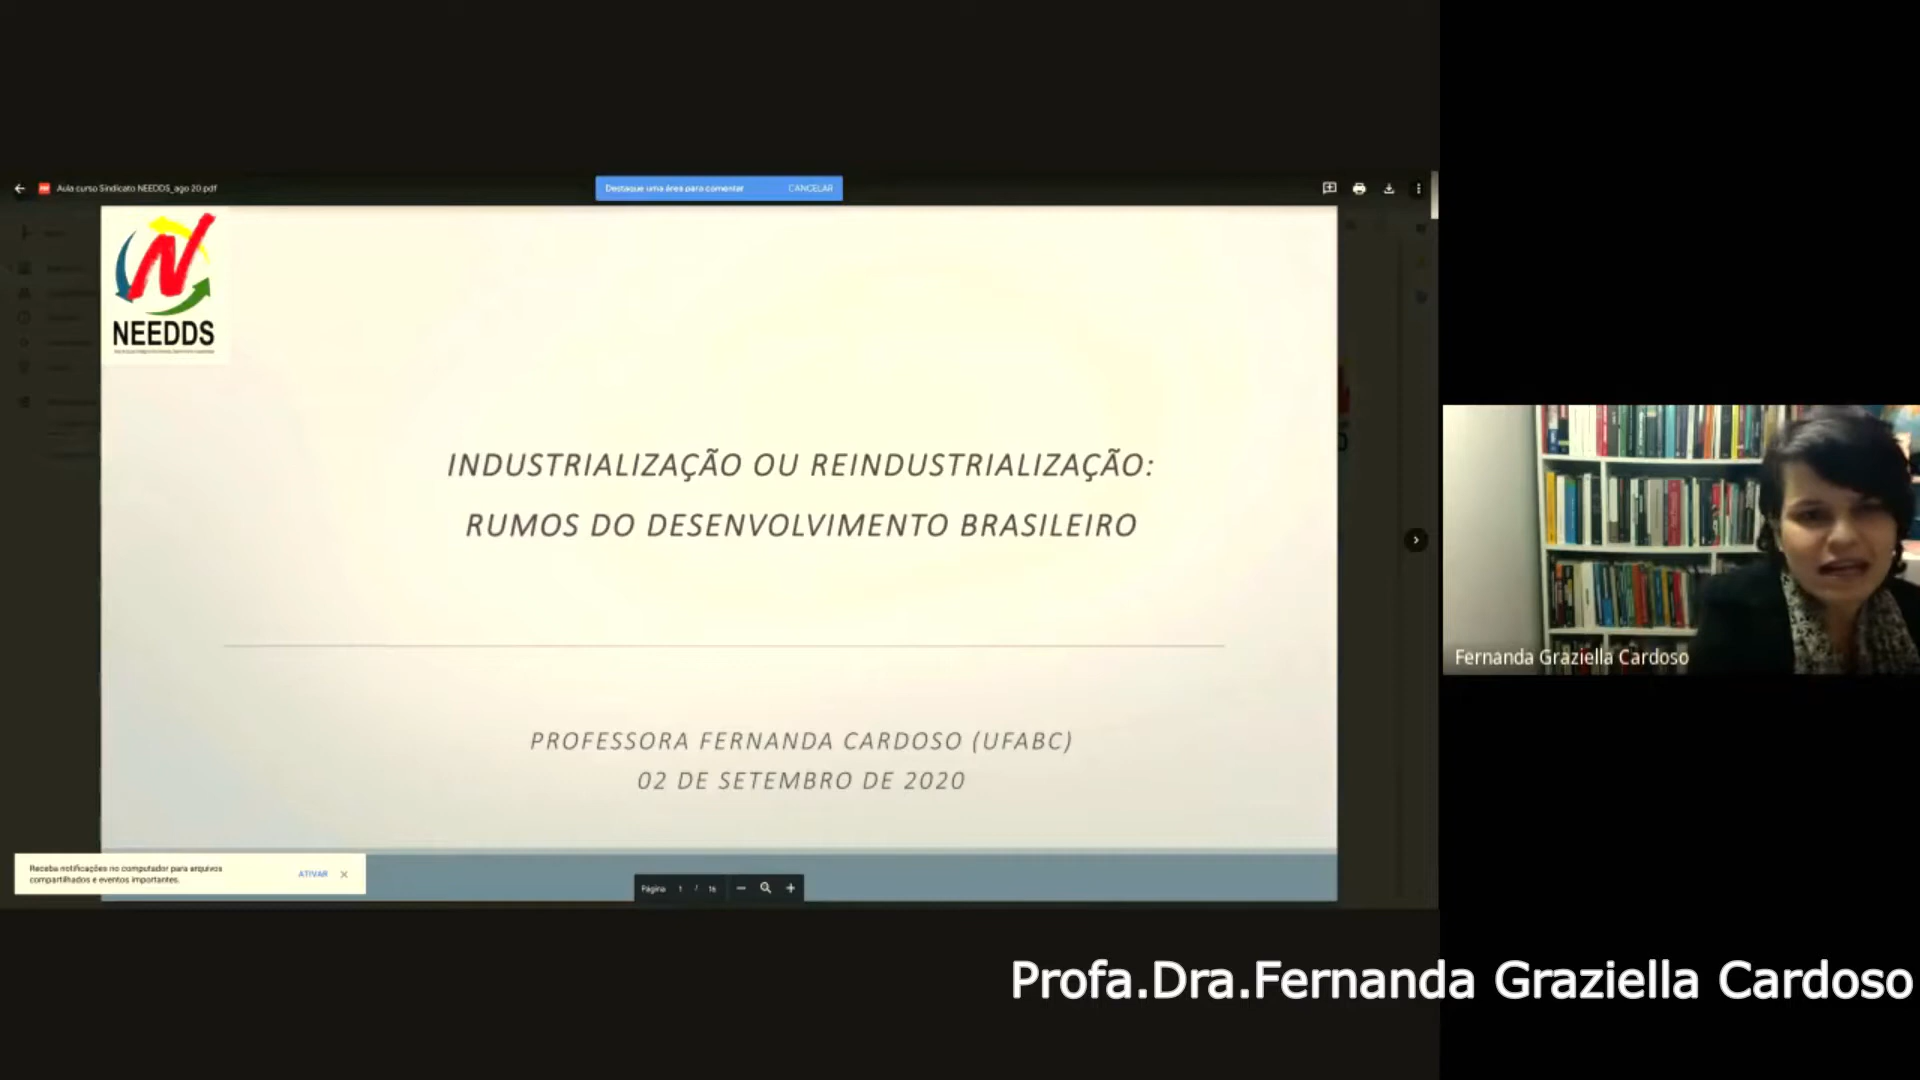 Aula curso Sindicato NEEDDS_ago 20.pdf
Destaque uma área para comentar CANCELAR
NEEDDS
INDUSTRIALIZAÇÃO OU REINDUSTRIALIZAÇÃO:
RUMOS DO DESENVOLVIMENTO BRASILEIRO
PROFESSORA FERNANDA CARDOSO (UFABC)
02 DE SETEMBRO DE 2020
Receba notificações no computador para arquivos
compartilhados e eventos importantes.
ATIVAR
Página 1 / 16
Fernanda Graziella Cardoso
Profa.Dra.Fernanda Graziella Cardoso